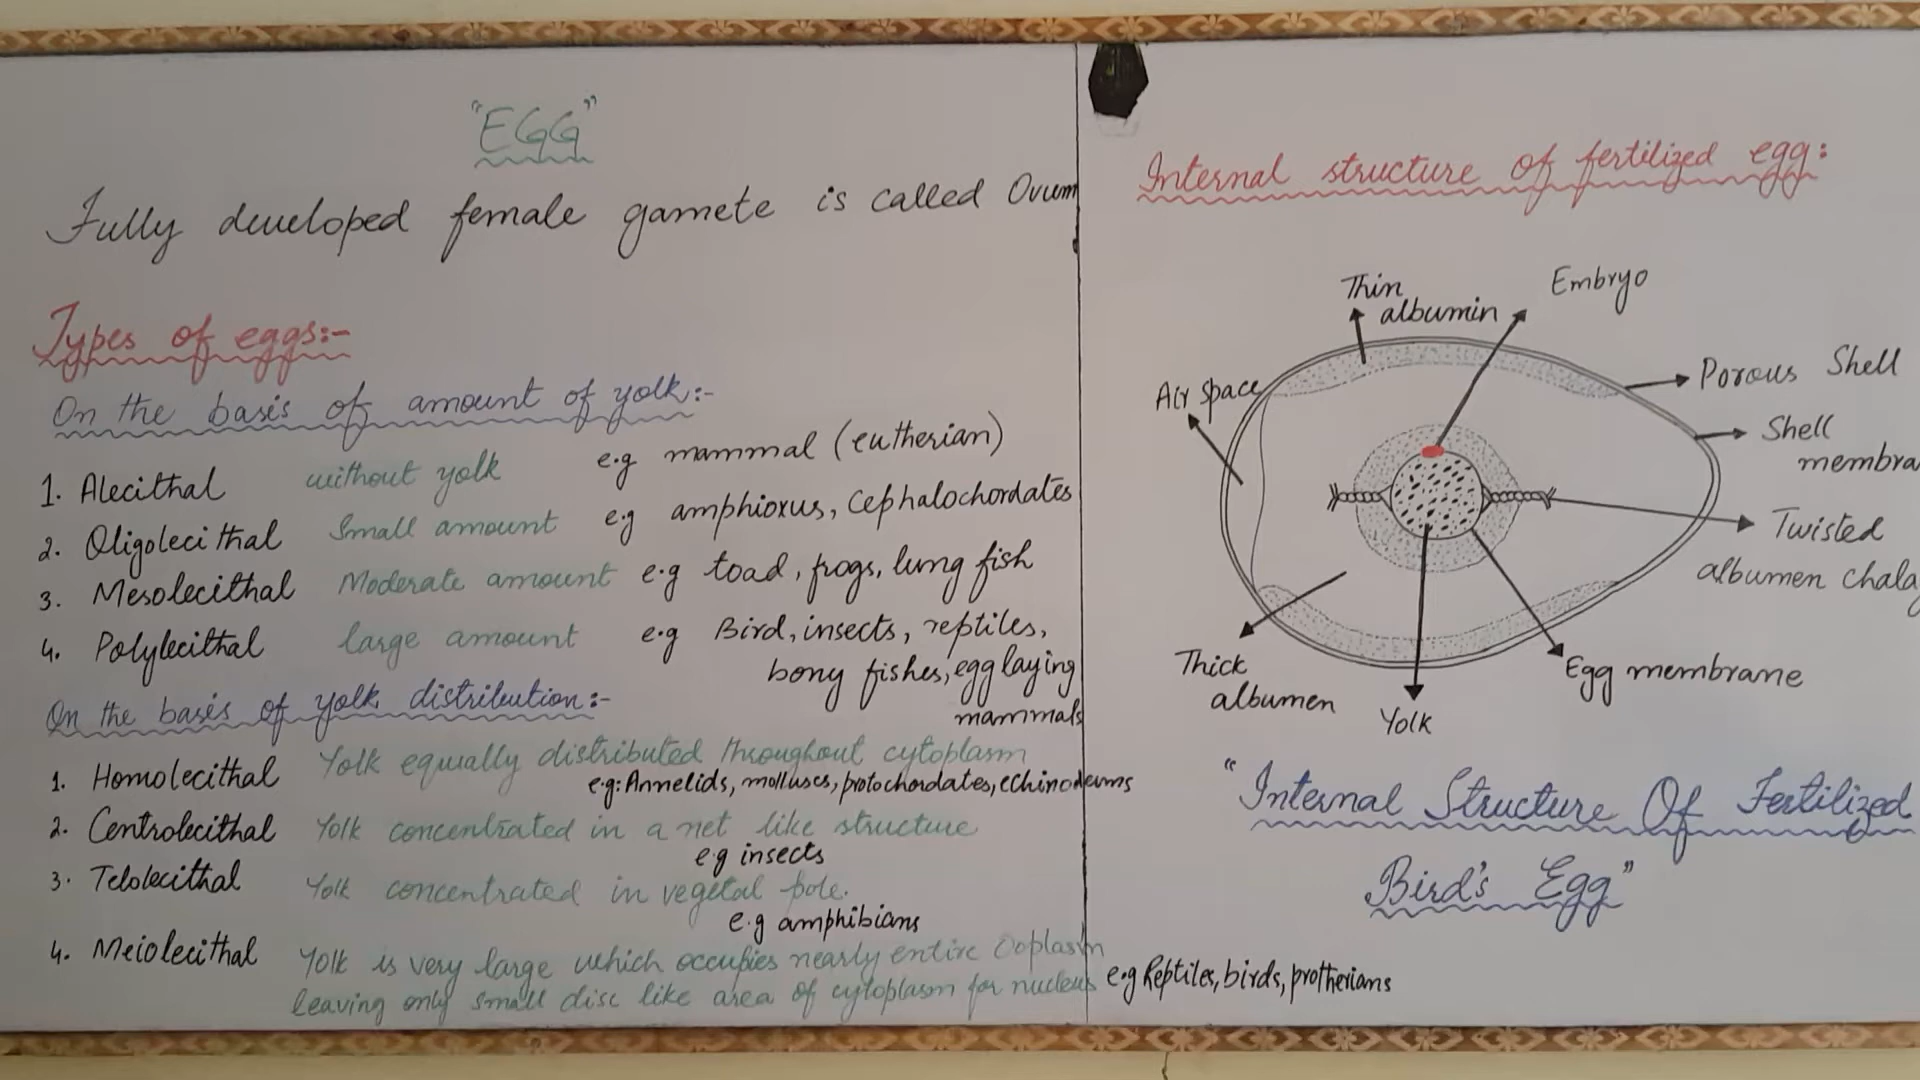 "EGG"
Fully developed female gamete is called Ovum
Types of eggs:-
On the basis of amount of yolk:-
1. Alecithal without yolk e.g mammal (eutherian)
2. Oligolecithal Small amount e.g amphioxus, Cephalochordates
3. Mesolecithal Moderate amount e.g toad, frogs, lung fish
4. Polylecithal large amount e.g Bird, insects, reptiles,
bony fishes, egg laying
mammals
On the basis of yolk distribution:-
1. Homolecithal Yolk equally distributed throughout cytoplasm
e.g: Annelids, molluscs, protochordates, echinoderms
2. Centrolecithal Yolk concentrated in a net like structure
e.g insects
3. Telolecithal Yolk concentrated in vegetal pole.
e.g amphibians
4. Meiolecithal Yolk is very large which occupies nearly entire Ooplasm
leaving only small disc like area of cytoplasm for nucleus e.g Reptiles, birds, protherians
Internal structure of fertilized egg:
Thin
albumin
Embryo
Air space
Porous Shell
Shell
membra
Twisted
albumen Chala
Thick
albumen
Yolk
Egg membrane
"Internal Structure Of Fertilized
Bird's Egg"